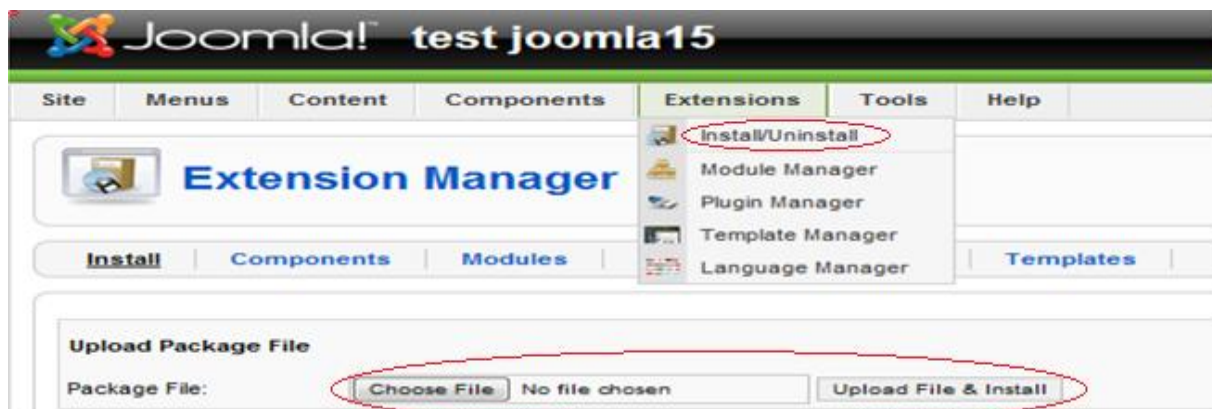 Joomla! test joomla15
Site Menus Content Components Extensions Tools Help
Install/Uninstall
Module Manager
Plugin Manager
Template Manager
Language Manager
Extension Manager
Install Components Modules Templates
Upload Package File
Package File: Choose File No file chosen Upload File & Install